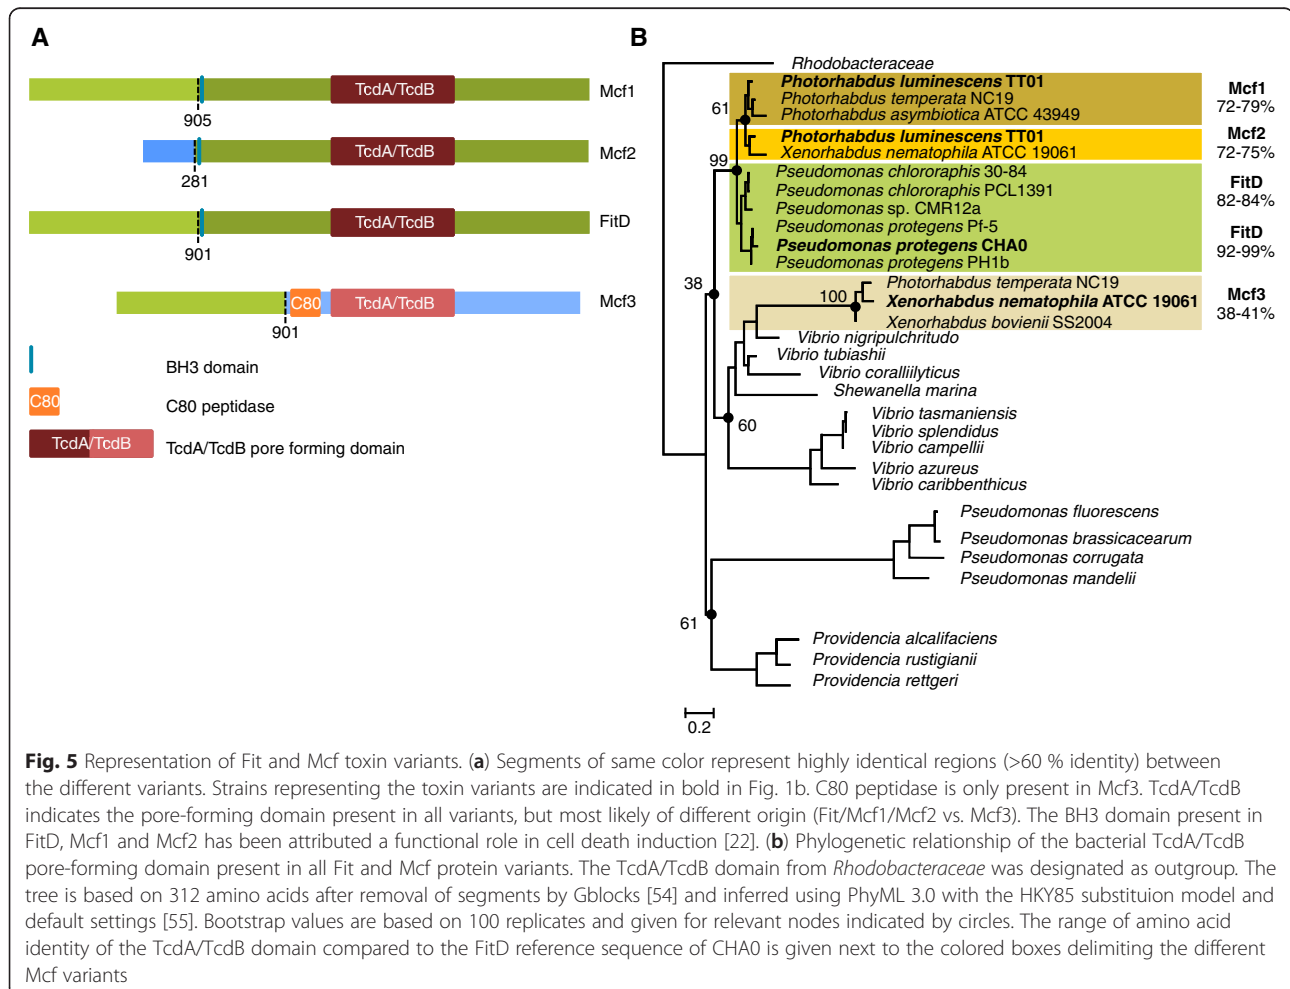 A
TcdA/TcdB
Mcf1
905
TcdA/TcdB
Mcf2
281
TcdA/TcdB
FitD
901
C80
TcdA/TcdB
Mcf3
901
BH3 domain
C80
C80 peptidase
TcdA/TcdB
TcdA/TcdB pore forming domain
B
Rhodobacteraceae
Photorhabdus luminescens TT01
Photorhabdus temperata NC19
Photorhabdus asymbiotica ATCC 43949
61
Mcf1
72-79%
Photorhabdus luminescens TT01
Xenorhabdus nematophila ATCC 19061
Mcf2
72-75%
99
Pseudomonas chlororaphis 30-84
Pseudomonas chlororaphis PCL1391
Pseudomonas sp. CMR12a
Pseudomonas protegens Pf-5
Pseudomonas protegens CHA0
Pseudomonas protegens PH1b
FitD
82-84%
FitD
92-99%
38
100
Photorhabdus temperata NC19
Xenorhabdus nematophila ATCC 19061
Xenorhabdus bovienii SS2004
Mcf3
38-41%
Vibrio nigripulchritudo
Vibrio tubiashii
Vibrio coralliilyticus
Shewanella marina
60
Vibrio tasmaniensis
Vibrio splendidus
Vibrio campellii
Vibrio azureus
Vibrio caribbenthicus
Pseudomonas fluorescens
Pseudomonas brassicacearum
Pseudomonas corrugata
Pseudomonas mandelii
61
Providencia alcalifaciens
Providencia rustigianii
Providencia rettgeri
0.2
Fig. 5 Representation of Fit and Mcf toxin variants. (a) Segments of same color represent highly identical regions (>60 % identity) between
the different variants. Strains representing the toxin variants are indicated in bold in Fig. 1b. C80 peptidase is only present in Mcf3. TcdA/TcdB
indicates the pore-forming domain present in all variants, but most likely of different origin (Fit/Mcf1/Mcf2 vs. Mcf3). The BH3 domain present in
FitD, Mcf1 and Mcf2 has been attributed a functional role in cell death induction [22]. (b) Phylogenetic relationship of the bacterial TcdA/TcdB
pore-forming domain present in all Fit and Mcf protein variants. The TcdA/TcdB domain from Rhodobacteraceae was designated as outgroup. The
tree is based on 312 amino acids after removal of segments by Gblocks [54] and inferred using PhyML 3.0 with the HKY85 substituion model and
default settings [55]. Bootstrap values are based on 100 replicates and given for relevant nodes indicated by circles. The range of amino acid
identity of the TcdA/TcdB domain compared to the FitD reference sequence of CHA0 is given next to the colored boxes delimiting the different
Mcf variants